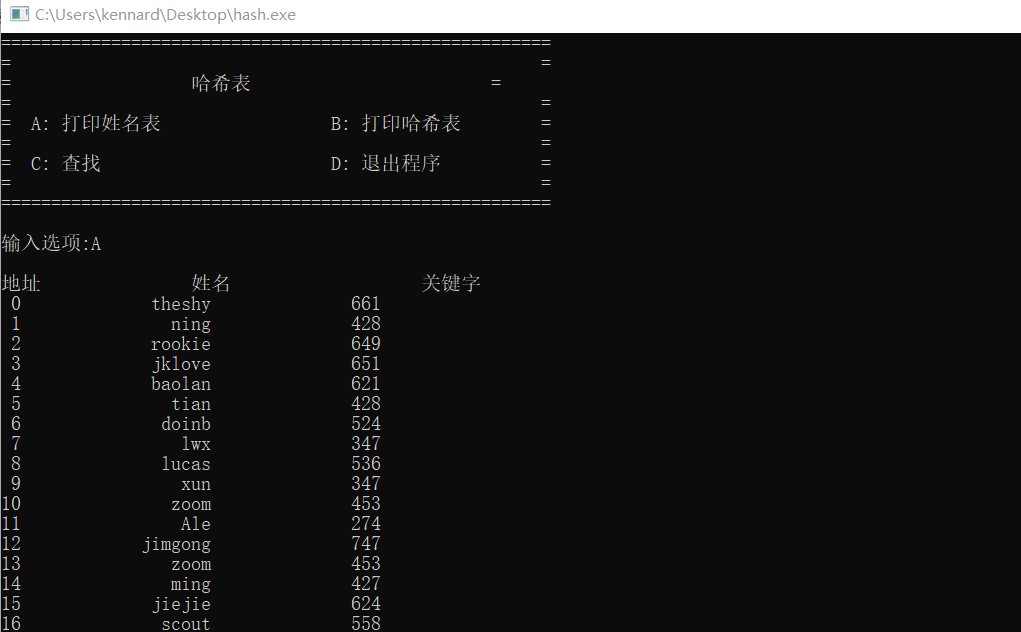 C:\Users\kennard\Desktop\hash.exe
=======================================================
=                                                     =
=                  哈希表                        =
=                                                     =
=  A: 打印姓名表                 B: 打印哈希表        =
=                                                     =
=  C: 查找                       D: 退出程序          =
=                                                     =
=======================================================
输入选项:A
地址               姓名                   关键字
 0             theshy              661
 1               ning              428
 2             rookie              649
 3             jklove              651
 4             baolan              621
 5               tian              428
 6              doinb              524
 7                lwx              347
 8              lucas              536
 9                xun              347
10               zoom              453
11                Ale              274
12            jimgong              747
13               zoom              453
14               ming              427
15             jiejie              624
16              scout              558